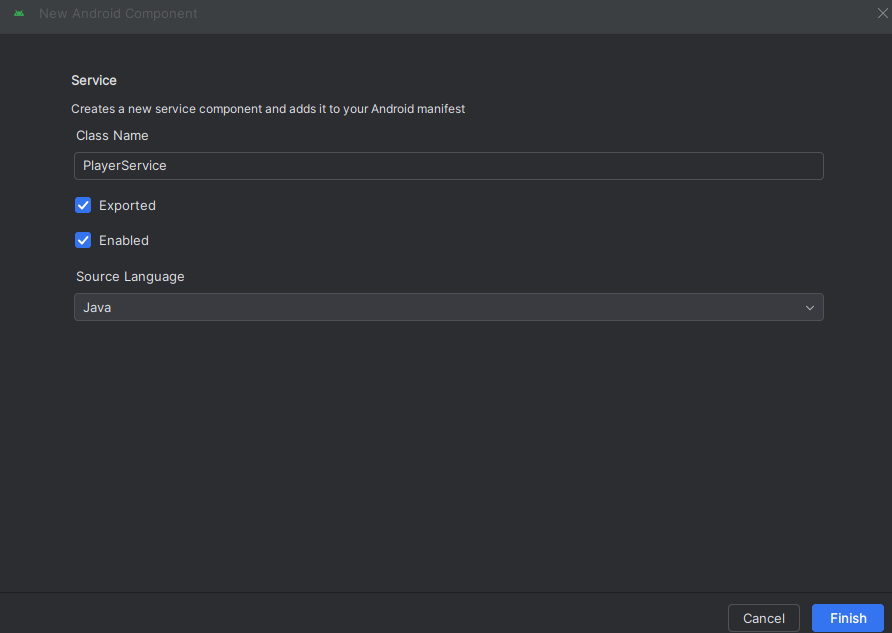 New Android Component
Service
Creates a new service component and adds it to your Android manifest
Class Name
PlayerService
Exported
Enabled
Source Language
Java
Cancel Finish